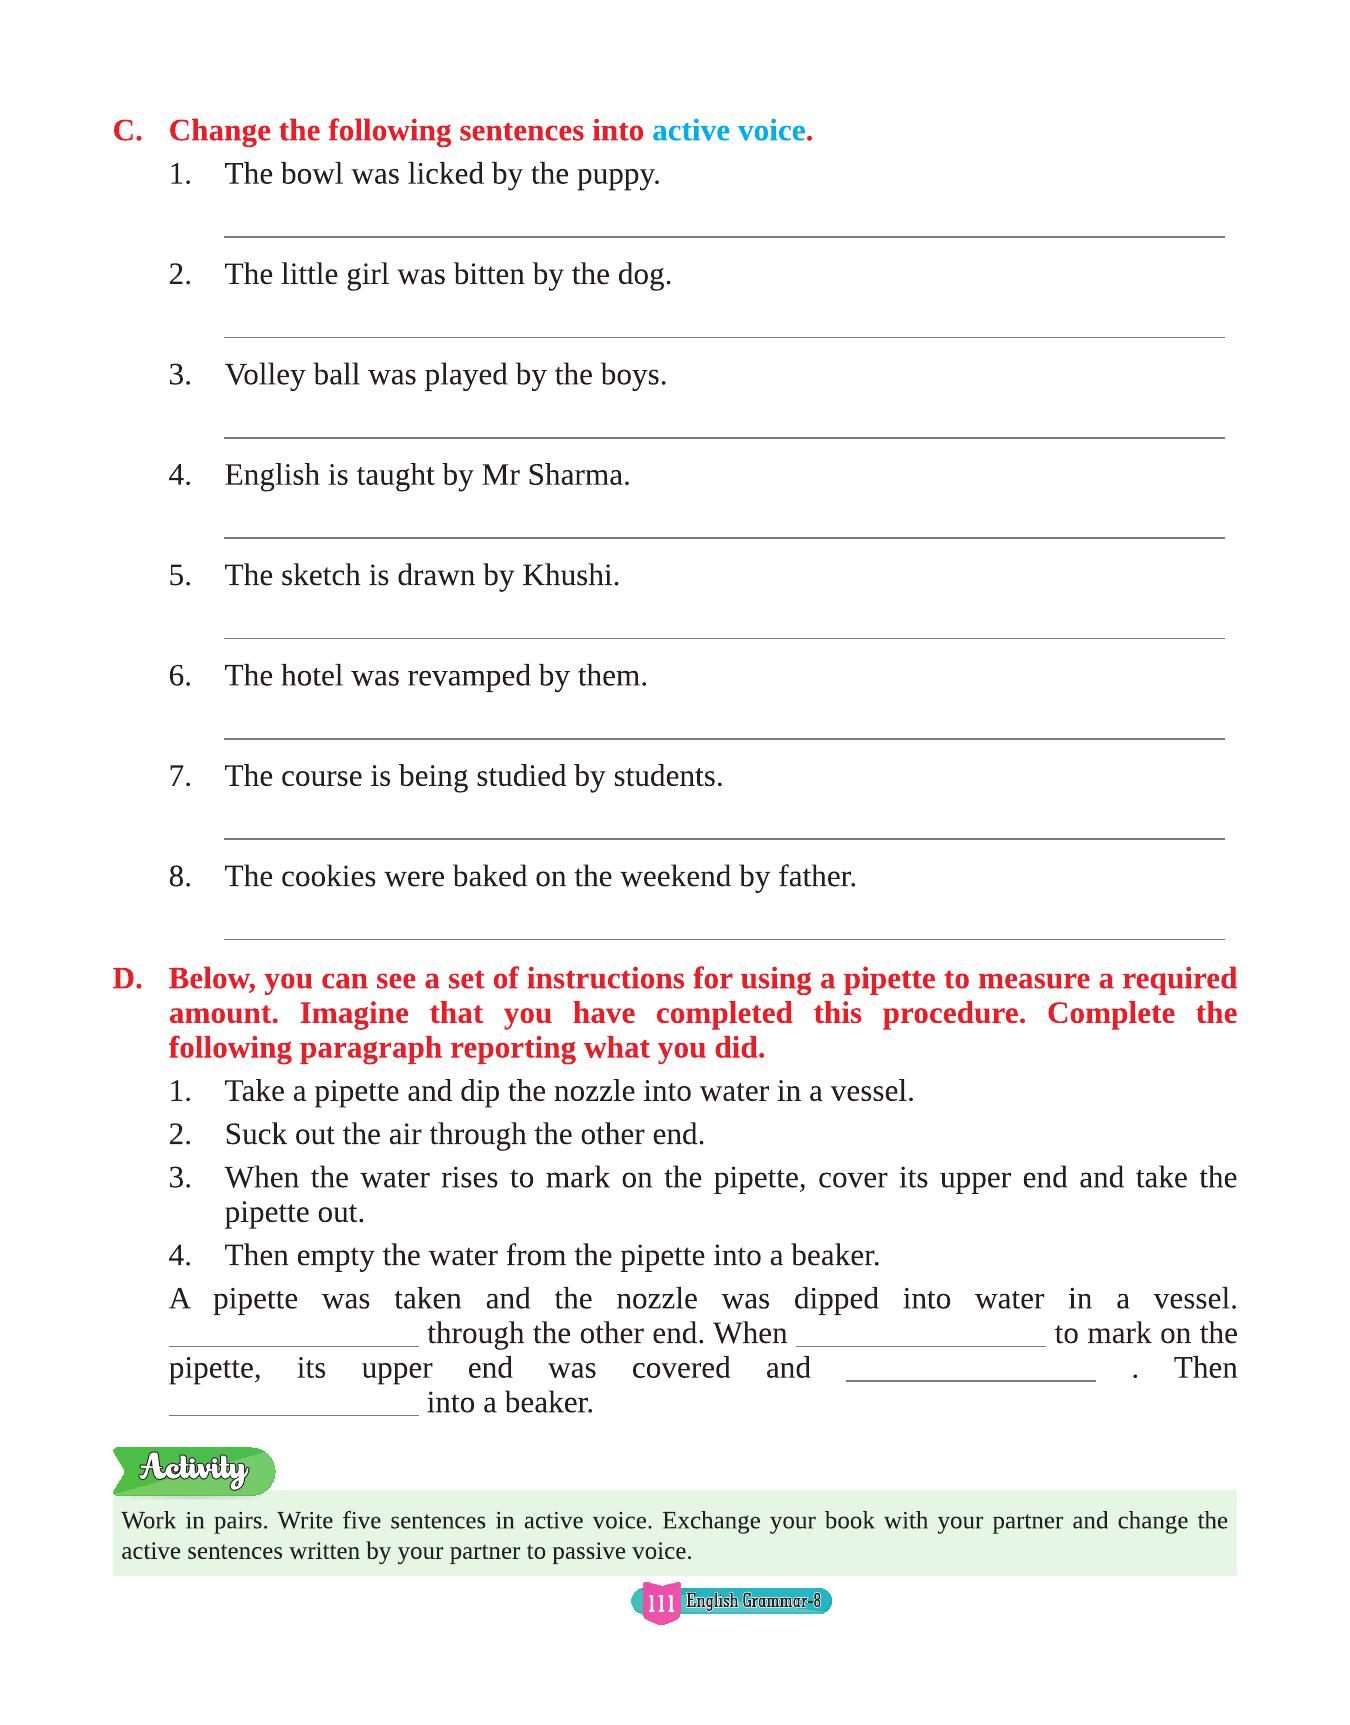 C. Change the following sentences into active voice.
1. The bowl was licked by the puppy.
2. The little girl was bitten by the dog.
3. Volley ball was played by the boys.
4. English is taught by Mr Sharma.
5. The sketch is drawn by Khushi.
6. The hotel was revamped by them.
7. The course is being studied by students.
8. The cookies were baked on the weekend by father.
D. Below, you can see a set of instructions for using a pipette to measure a required
amount. Imagine that you have completed this procedure. Complete the
following paragraph reporting what you did.
1. Take a pipette and dip the nozzle into water in a vessel.
2. Suck out the air through the other end.
3. When the water rises to mark on the pipette, cover its upper end and take the
pipette out.
4. Then empty the water from the pipette into a beaker.
A pipette was taken and the nozzle was dipped into water in a vessel.
________________ through the other end. When ________________ to mark on the
pipette, its upper end was covered and ________________ . Then
________________ into a beaker.
Activity
Work in pairs. Write five sentences in active voice. Exchange your book with your partner and change the
active sentences written by your partner to passive voice.
111 English Grammar-8